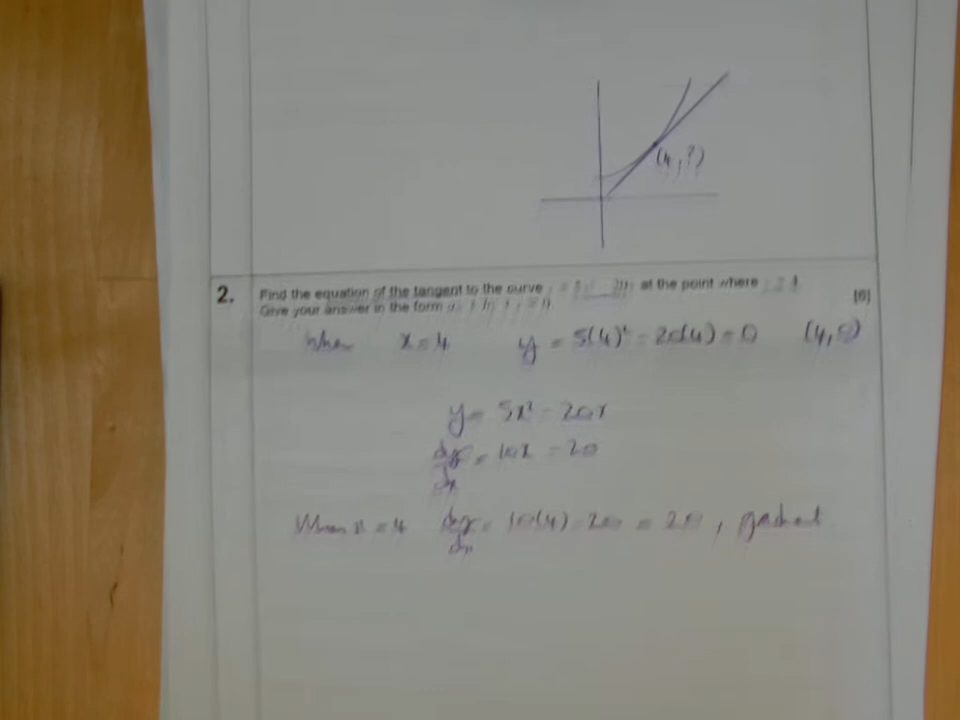 (4, ?)
2. Find the equation of the tangent to the curve at the point where
[6]
Give your answer in the form
When x = 4 y = 5(4)² - 20(4) = 0 (4, 0)
y = 5x² - 20x
dy/dx = 10x - 20
When x = 4 dy/dx = 10(4) - 20 = 20, gradient